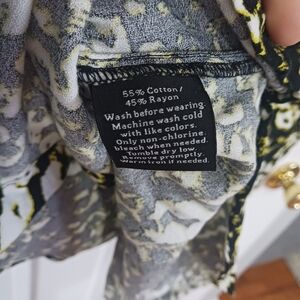 55% Cotton/
45% Rayon
Wash before wearing.
Machine wash cold
with like colors.
Only non-chlorine
bleach when needed.
Tumble dry low.
Remove promptly.
Warm iron if needed.